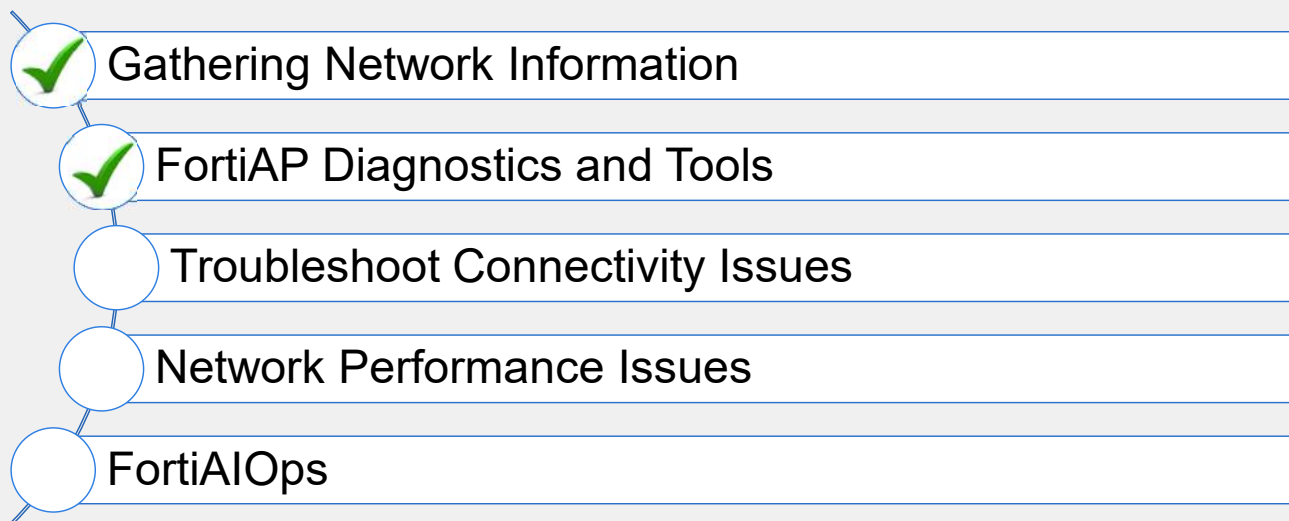 Gathering Network Information
FortiAP Diagnostics and Tools
Troubleshoot Connectivity Issues
Network Performance Issues
FortiAIOps